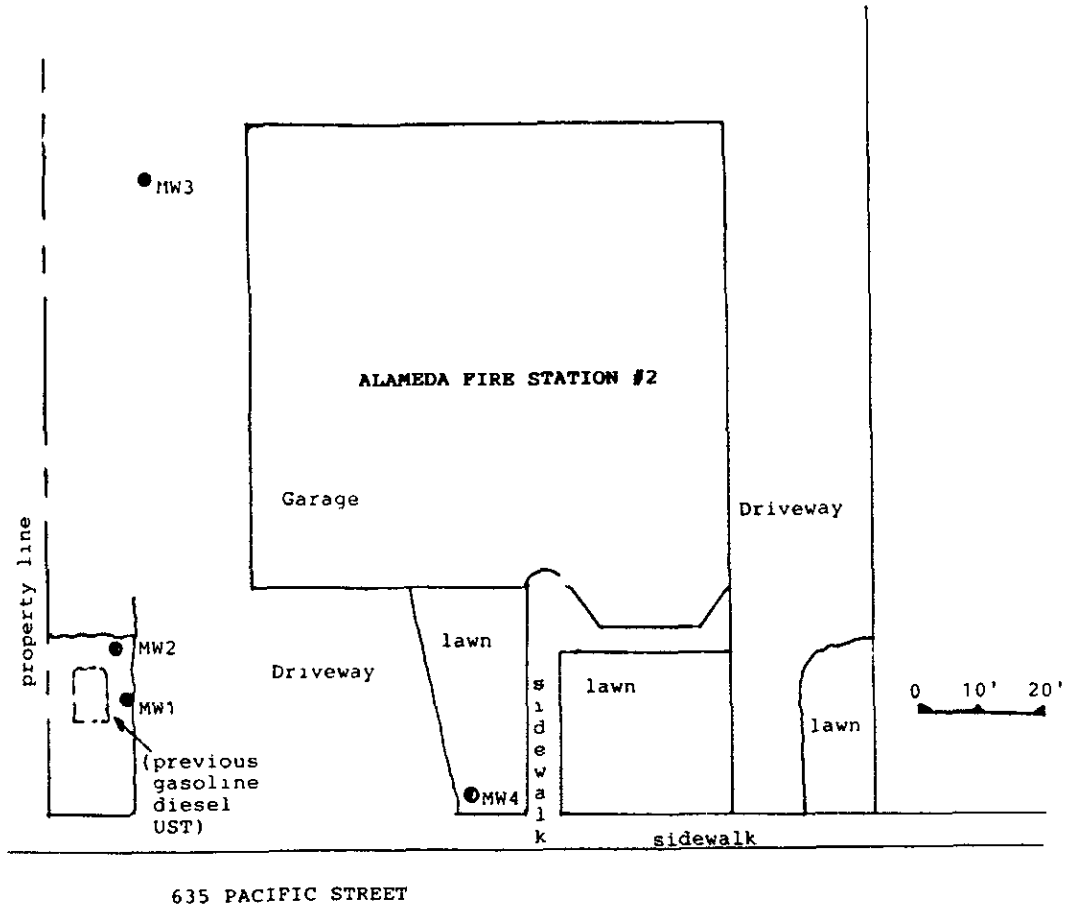 MW3
ALAMEDA FIRE STATION #2
Garage
Driveway
property line
MW2
lawn
Driveway
sidewalk
lawn
0 10' 20'
MW1
lawn
(previous
gasoline
diesel
UST)
MW4
sidewalk
635 PACIFIC STREET